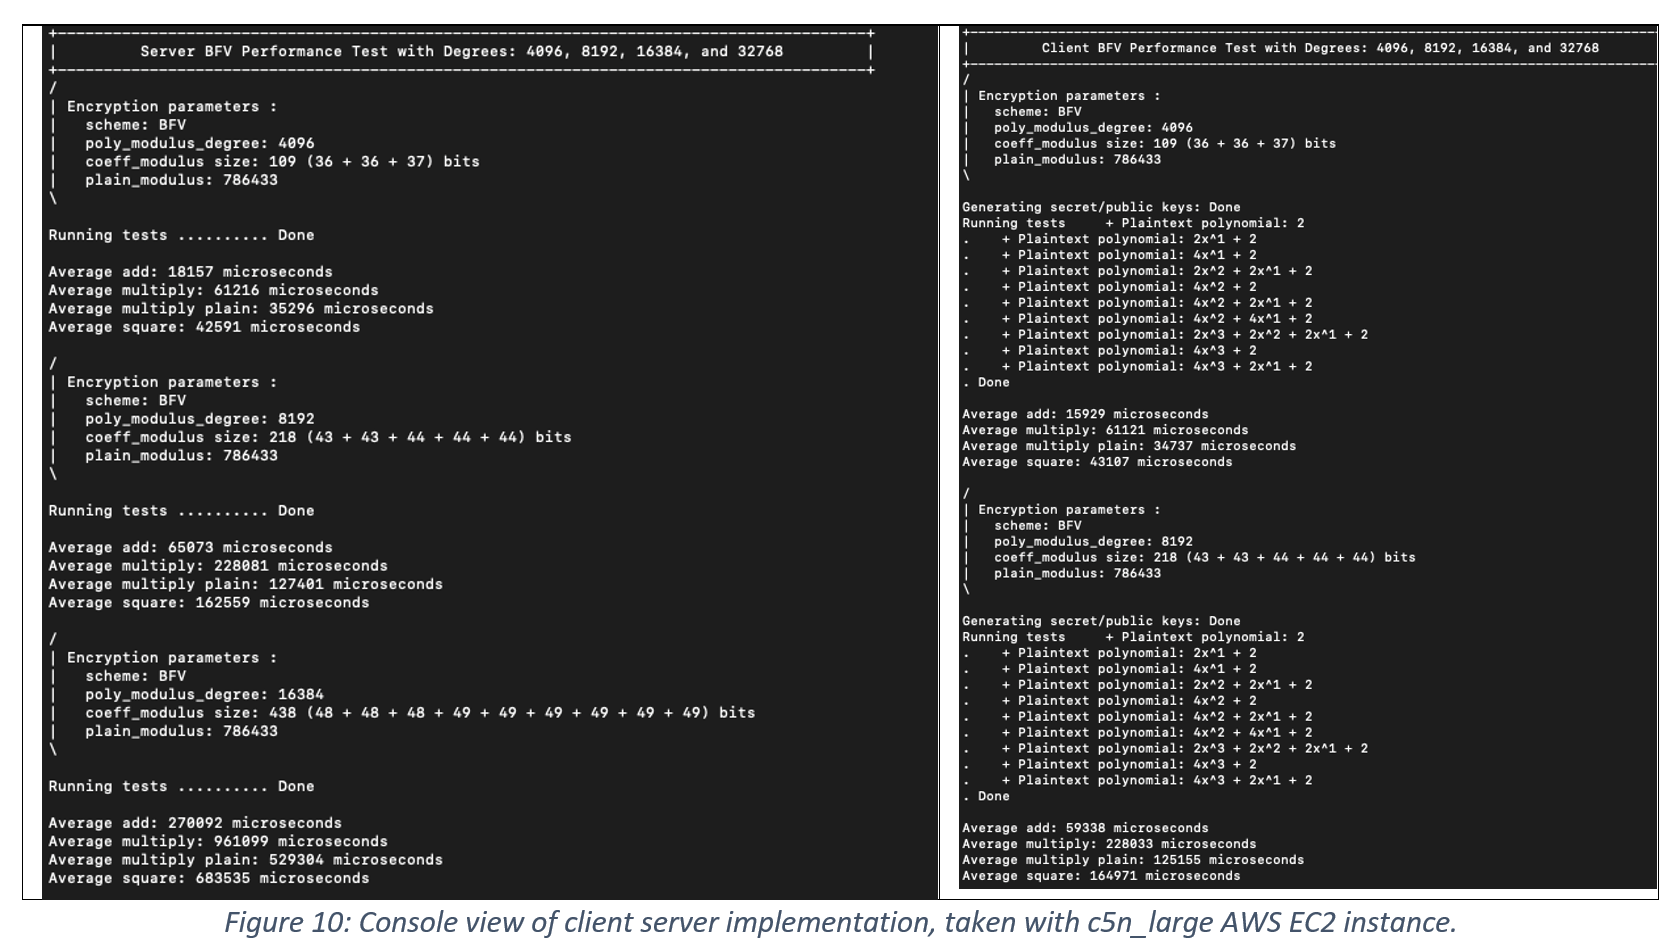 +------------------------------------------------------------------------------------------+
| Server BFV Performance Test with Degrees: 4096, 8192, 16384, and 32768 |
+------------------------------------------------------------------------------------------+
/
| Encryption parameters :
| scheme: BFV
| poly_modulus_degree: 4096
| coeff_modulus size: 109 (36 + 36 + 37) bits
| plain_modulus: 786433
\
Running tests .......... Done
Average add: 18157 microseconds
Average multiply: 61216 microseconds
Average multiply plain: 35296 microseconds
Average square: 42591 microseconds
/
| Encryption parameters :
| scheme: BFV
| poly_modulus_degree: 8192
| coeff_modulus size: 218 (43 + 43 + 44 + 44 + 44) bits
| plain_modulus: 786433
\
Running tests .......... Done
Average add: 65073 microseconds
Average multiply: 228081 microseconds
Average multiply plain: 127401 microseconds
Average square: 162559 microseconds
/
| Encryption parameters :
| scheme: BFV
| poly_modulus_degree: 16384
| coeff_modulus size: 438 (48 + 48 + 48 + 49 + 49 + 49 + 49 + 49 + 49) bits
| plain_modulus: 786433
\
Running tests .......... Done
Average add: 270092 microseconds
Average multiply: 961099 microseconds
Average multiply plain: 529304 microseconds
Average square: 683535 microseconds
+------------------------------------------------------------------------------------------
| Client BFV Performance Test with Degrees: 4096, 8192, 16384, and 32768
+------------------------------------------------------------------------------------------
/
| Encryption parameters :
| scheme: BFV
| poly_modulus_degree: 4096
| coeff_modulus size: 109 (36 + 36 + 37) bits
| plain_modulus: 786433
\
Generating secret/public keys: Done
Running tests + Plaintext polynomial: 2
. + Plaintext polynomial: 2x^1 + 2
. + Plaintext polynomial: 4x^1 + 2
. + Plaintext polynomial: 2x^2 + 2x^1 + 2
. + Plaintext polynomial: 4x^2 + 2
. + Plaintext polynomial: 4x^2 + 2x^1 + 2
. + Plaintext polynomial: 4x^2 + 4x^1 + 2
. + Plaintext polynomial: 2x^3 + 2x^2 + 2x^1 + 2
. + Plaintext polynomial: 4x^3 + 2
. + Plaintext polynomial: 4x^3 + 2x^1 + 2
. Done
Average add: 15929 microseconds
Average multiply: 61121 microseconds
Average multiply plain: 34737 microseconds
Average square: 43107 microseconds
/
| Encryption parameters :
| scheme: BFV
| poly_modulus_degree: 8192
| coeff_modulus size: 218 (43 + 43 + 44 + 44 + 44) bits
| plain_modulus: 786433
\
Generating secret/public keys: Done
Running tests + Plaintext polynomial: 2
. + Plaintext polynomial: 2x^1 + 2
. + Plaintext polynomial: 4x^1 + 2
. + Plaintext polynomial: 2x^2 + 2x^1 + 2
. + Plaintext polynomial: 4x^2 + 2
. + Plaintext polynomial: 4x^2 + 2x^1 + 2
. + Plaintext polynomial: 4x^2 + 4x^1 + 2
. + Plaintext polynomial: 2x^3 + 2x^2 + 2x^1 + 2
. + Plaintext polynomial: 4x^3 + 2
. + Plaintext polynomial: 4x^3 + 2x^1 + 2
. Done
Average add: 59338 microseconds
Average multiply: 228033 microseconds
Average multiply plain: 125155 microseconds
Average square: 164971 microseconds
Figure 10: Console view of client server implementation, taken with c5n_large AWS EC2 instance.